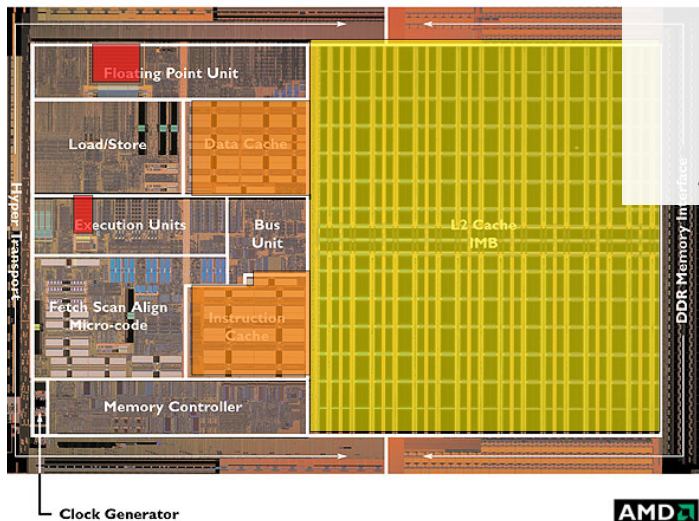 Floating Point Unit
Load/Store
Data Cache
Hyper Transport
Execution Units
Bus
Unit
L2 Cache
1MB
DDR Memory Interface
Fetch Scan Align
Micro-code
Instruction
Cache
Memory Controller
Clock Generator
AMD